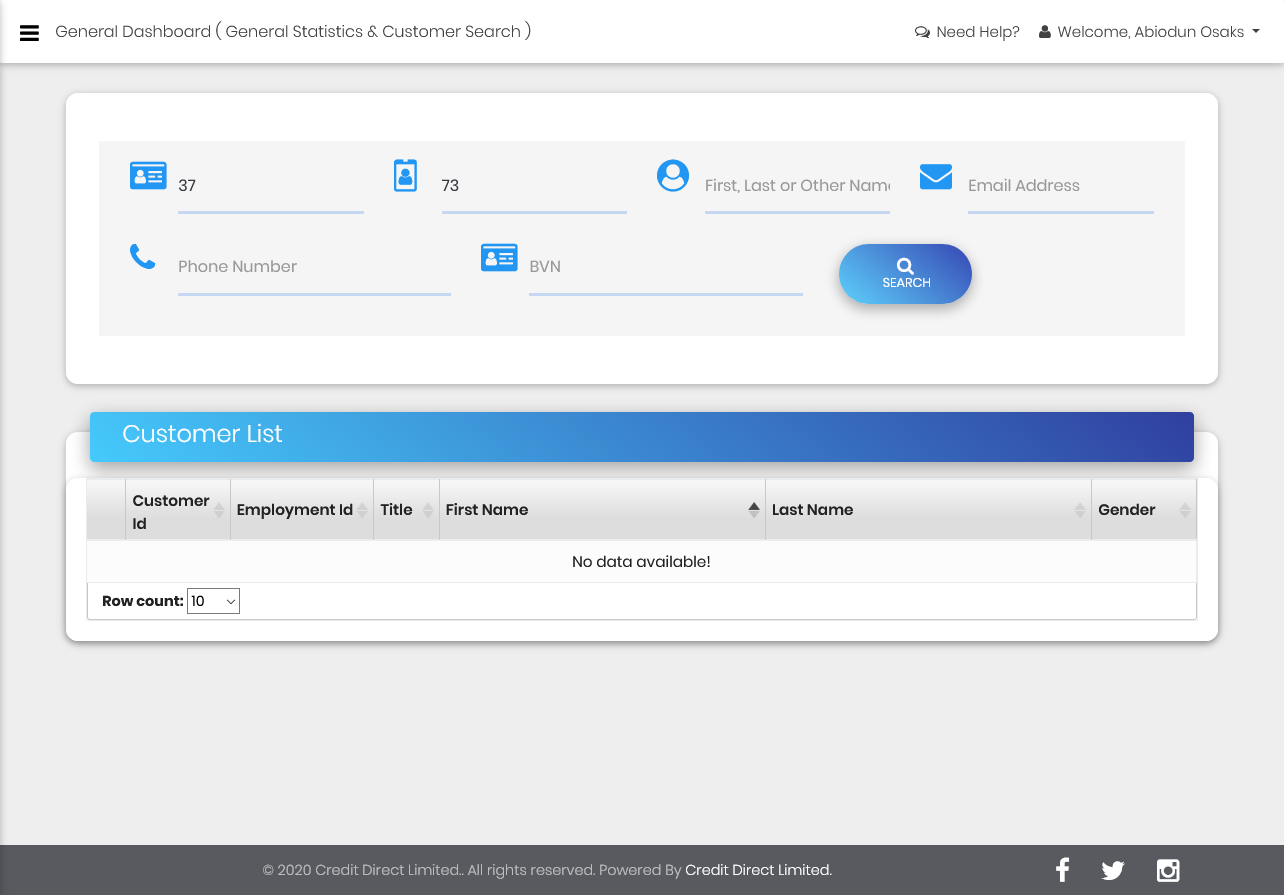 General Dashboard ( General Statistics & Customer Search )
Need Help?
Welcome, Abiodun Osaks
37
73
First, Last or Other Nam
Email Address
Phone Number
BVN
SEARCH
Customer List
Customer Id
Employment Id
Title
First Name
Last Name
Gender
No data available!
Row count: 10
© 2020 Credit Direct Limited.. All rights reserved. Powered By Credit Direct Limited.